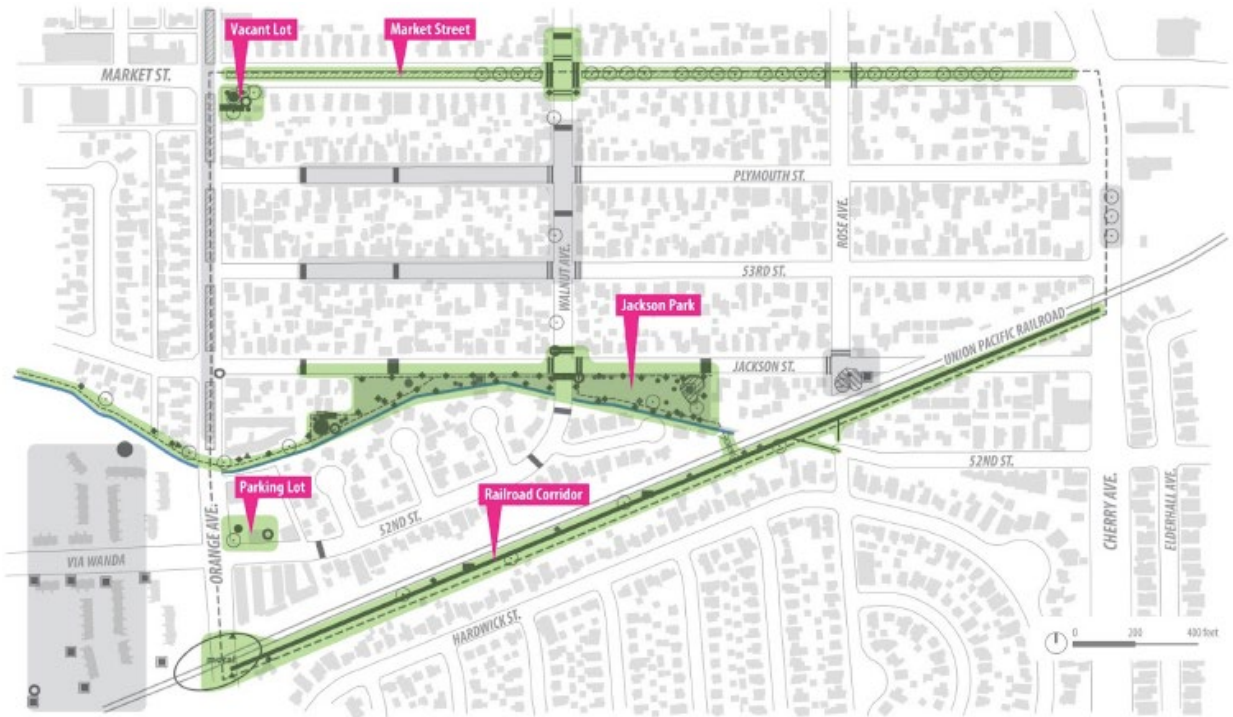 Vacant Lot
Market Street
MARKET ST.
PLYMOUTH ST.
ROSE AVE.
53RD ST.
WALNUT AVE.
Jackson Park
UNION PACIFIC RAILROAD
JACKSON ST.
52ND ST.
Parking Lot
Railroad Corridor
52ND ST.
ORANGE AVE.
VIA WANDA
CHERRY AVE.
ELDERHALL AVE.
HARDWICK ST.
0 200 400 feet